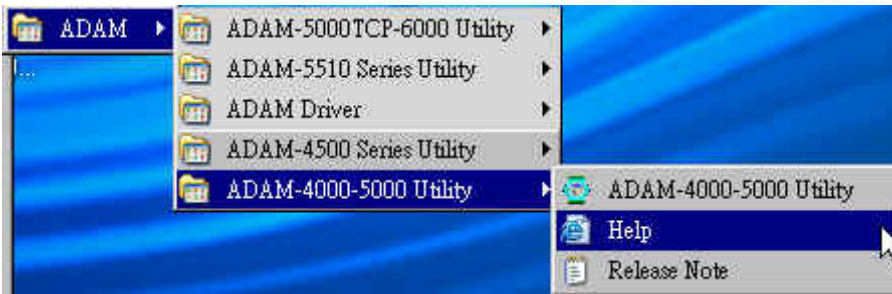 ADAM
ADAM-5000TCP-6000 Utility
ADAM-5510 Series Utility
ADAM Driver
ADAM-4500 Series Utility
ADAM-4000-5000 Utility
ADAM-4000-5000 Utility
Help
Release Note